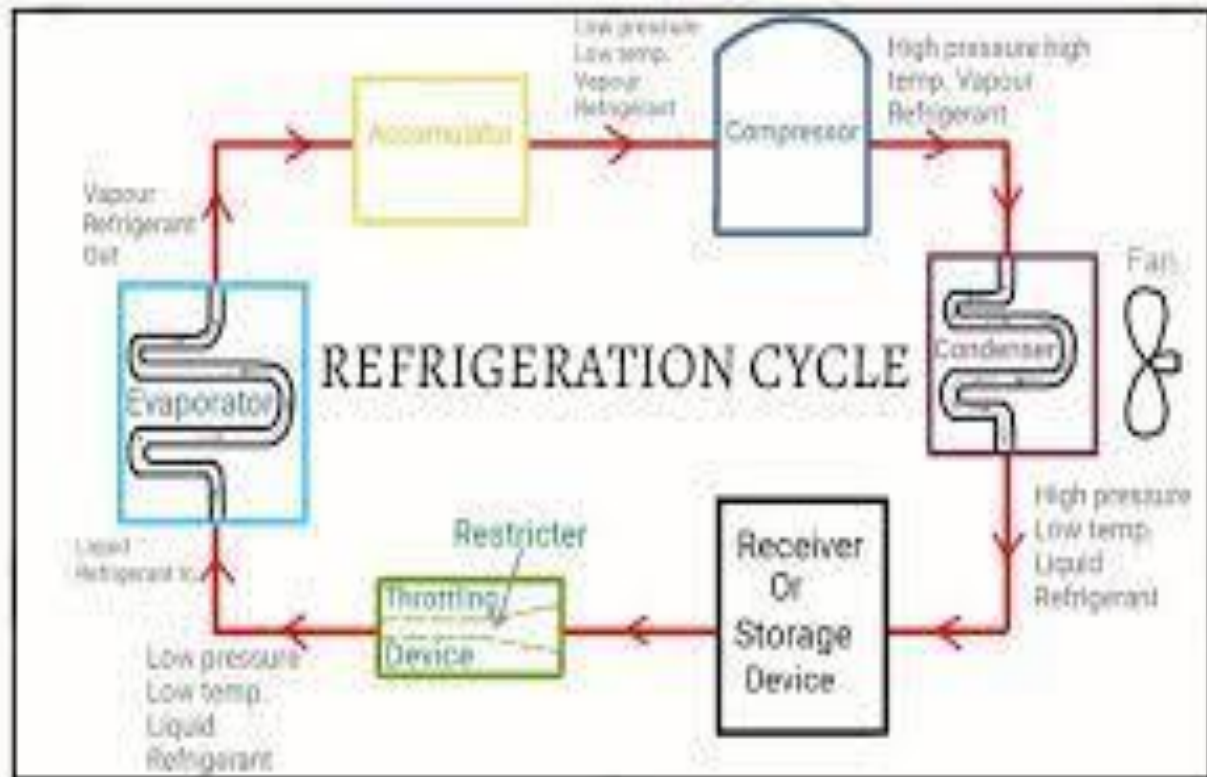 Low pressure
Low temp.
Vapour
Refrigerant
High pressure high
temp. Vapour
Refrigerant
Accumulator
Compressor
Vapour
Refrigerant
Out
Fan
REFRIGERATION CYCLE
Condenser
Evaporator
High pressure
Low temp.
Liquid
Refrigerant
Restricter
Receiver
Or
Storage
Device
Liquid
Refrigerant In
Throttling
Device
Low pressure
Low temp.
Liquid
Refrigerant